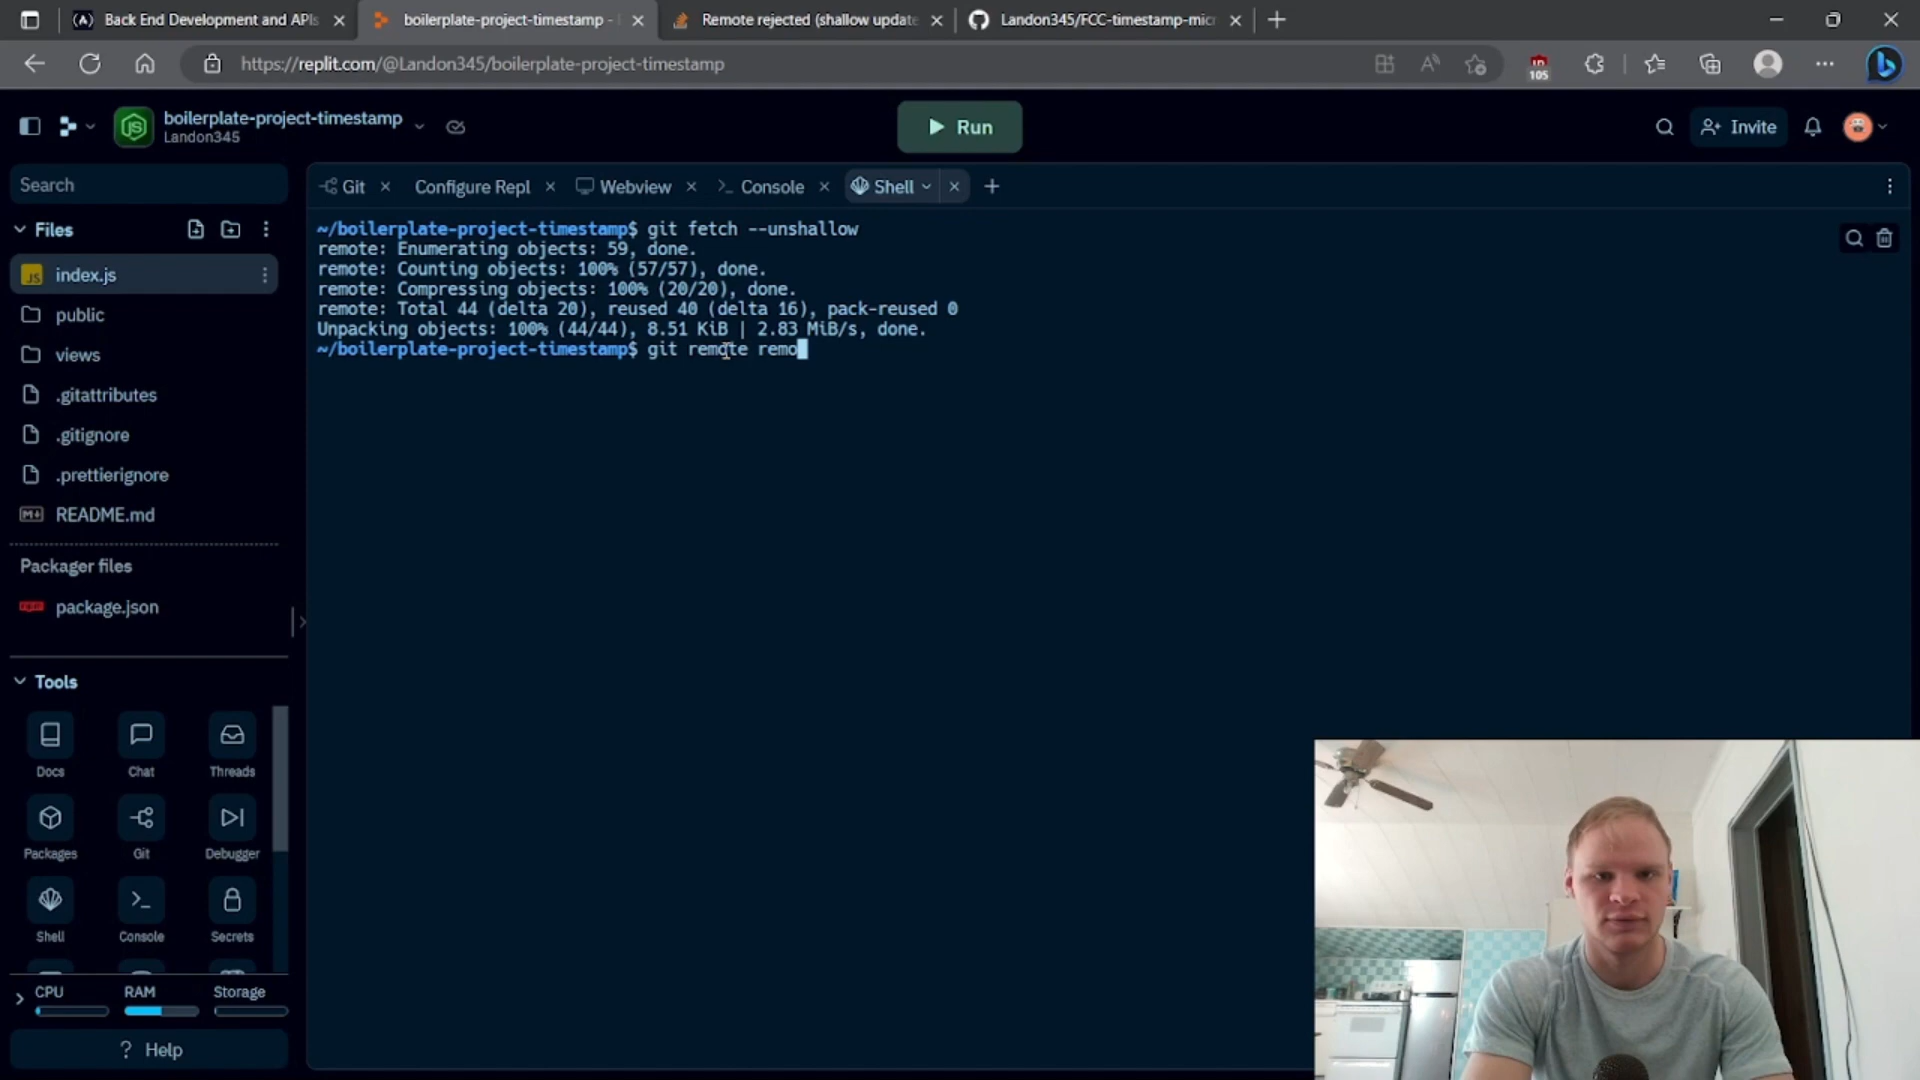 Back End Development and APIs
boilerplate-project-timestamp -
Remote rejected (shallow update
Landon345/FCC-timestamp-micr
https://replit.com/@Landon345/boilerplate-project-timestamp
105
boilerplate-project-timestamp
Landon345
Run
Invite
Search
Git
Configure Repl
Webview
Console
Shell
Files
index.js
public
views
.gitattributes
.gitignore
.prettierignore
README.md
Packager files
package.json
~/boilerplate-project-timestamp$ git fetch --unshallow
remote: Enumerating objects: 59, done.
remote: Counting objects: 100% (57/57), done.
remote: Compressing objects: 100% (20/20), done.
remote: Total 44 (delta 20), reused 40 (delta 16), pack-reused 0
Unpacking objects: 100% (44/44), 8.51 KiB | 2.83 MiB/s, done.
~/boilerplate-project-timestamp$ git remote remo
Tools
Docs
Chat
Threads
Packages
Git
Debugger
Shell
Console
Secrets
CPU
RAM
Storage
? Help